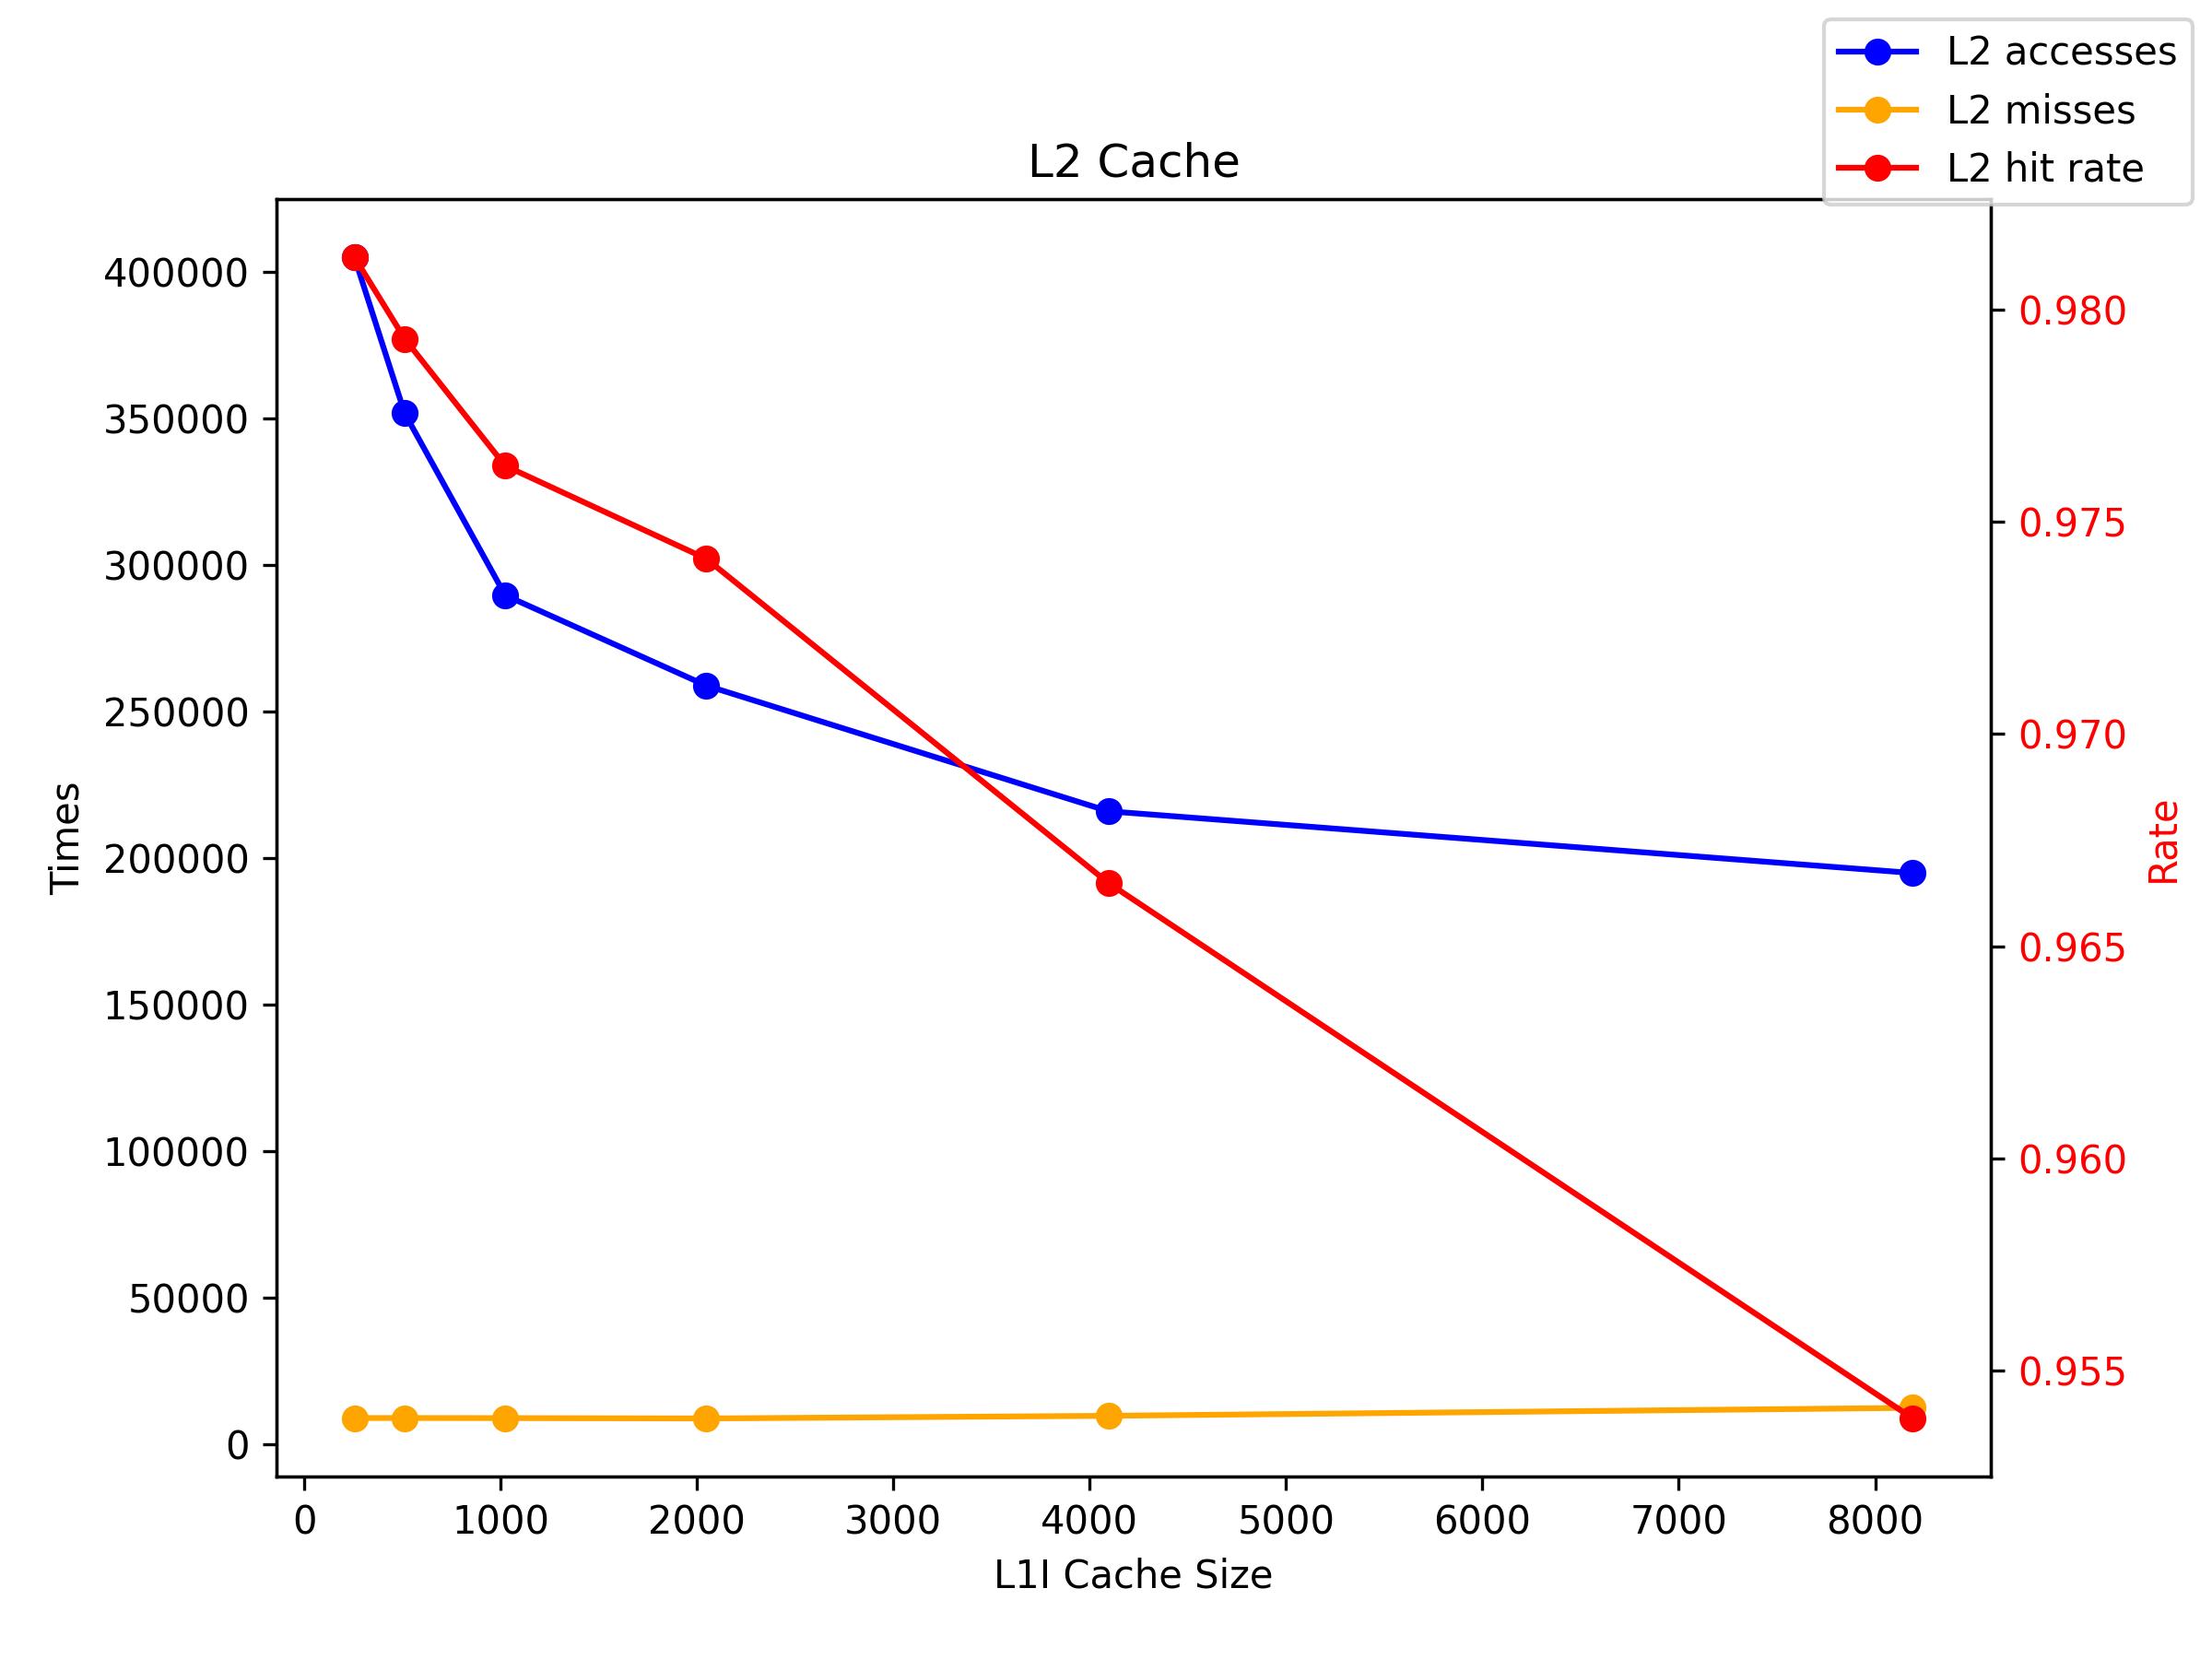 L2 accesses
L2 misses
L2 hit rate
L2 Cache
400000
350000
300000
250000
200000
150000
100000
50000
0
Times
0.980
0.975
0.970
0.965
0.960
0.955
Rate
0 1000 2000 3000 4000 5000 6000 7000 8000
L1I Cache Size